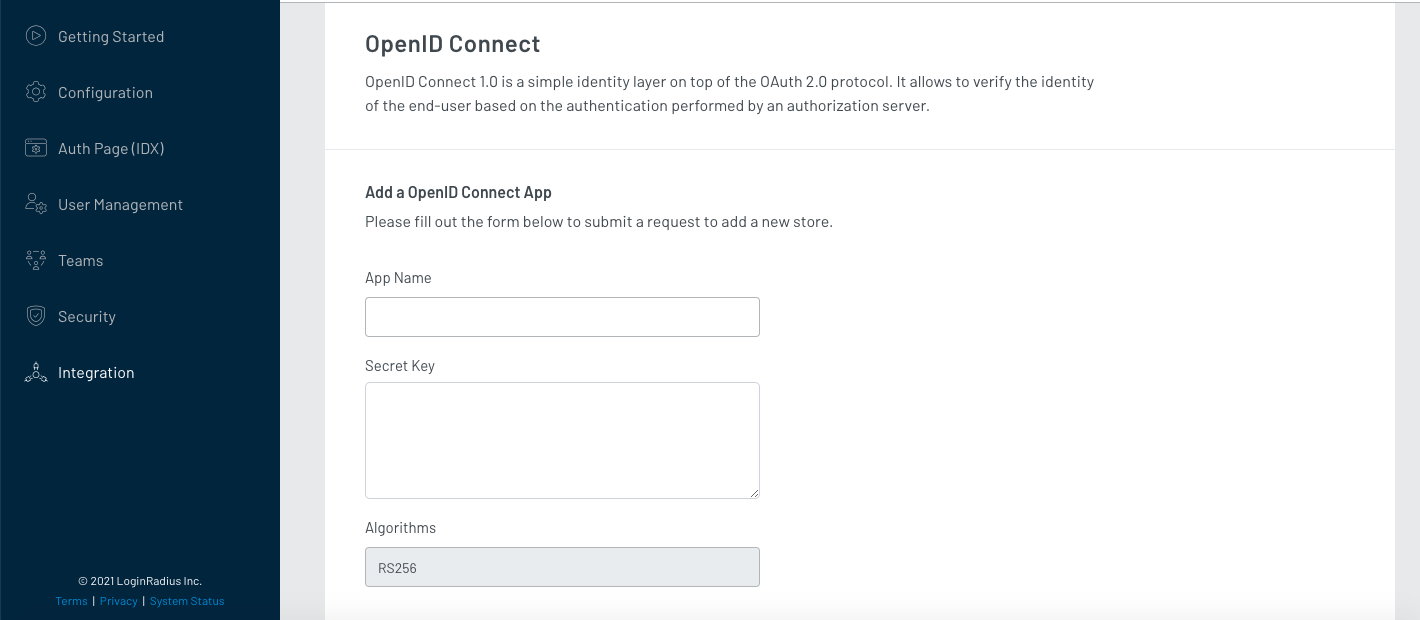 Getting Started
Configuration
Auth Page (IDX)
User Management
Teams
Security
Integration
© 2021 LoginRadius Inc.
Terms | Privacy | System Status
OpenID Connect
OpenID Connect 1.0 is a simple identity layer on top of the OAuth 2.0 protocol. It allows to verify the identity
of the end-user based on the authentication performed by an authorization server.
Add a OpenID Connect App
Please fill out the form below to submit a request to add a new store.
App Name
Secret Key
Algorithms
RS256